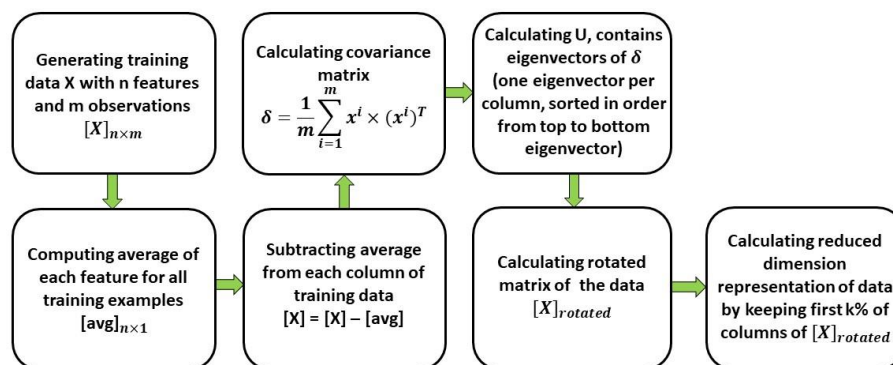 Generating training
data X with n features
and m observations
[X]n×m
Computing average of
each feature for all
training examples
[avg]n×1
Subtracting average
from each column of
training data
[X] = [X] – [avg]
Calculating covariance
matrix
δ = 1/m ∑_{i=1}^{m} x^i × (x^i)^T
Calculating U, contains
eigenvectors of δ
(one eigenvector per
column, sorted in order
from top to bottom
eigenvector)
Calculating rotated
matrix of the data
[X]rotated
Calculating reduced
dimension
representation of data
by keeping first k% of
columns of [X]rotated